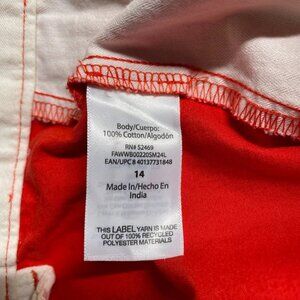 Body/Cuerpo:
100% Cotton/Algodón
RN# 52469
FAWWB00220SM24L
EAN/UPC# 40137731848
14
Made In/Hecho En
India
THIS LABEL YARN IS MADE
OUT OF 100% RECYCLED
POLYESTER MATERIALS